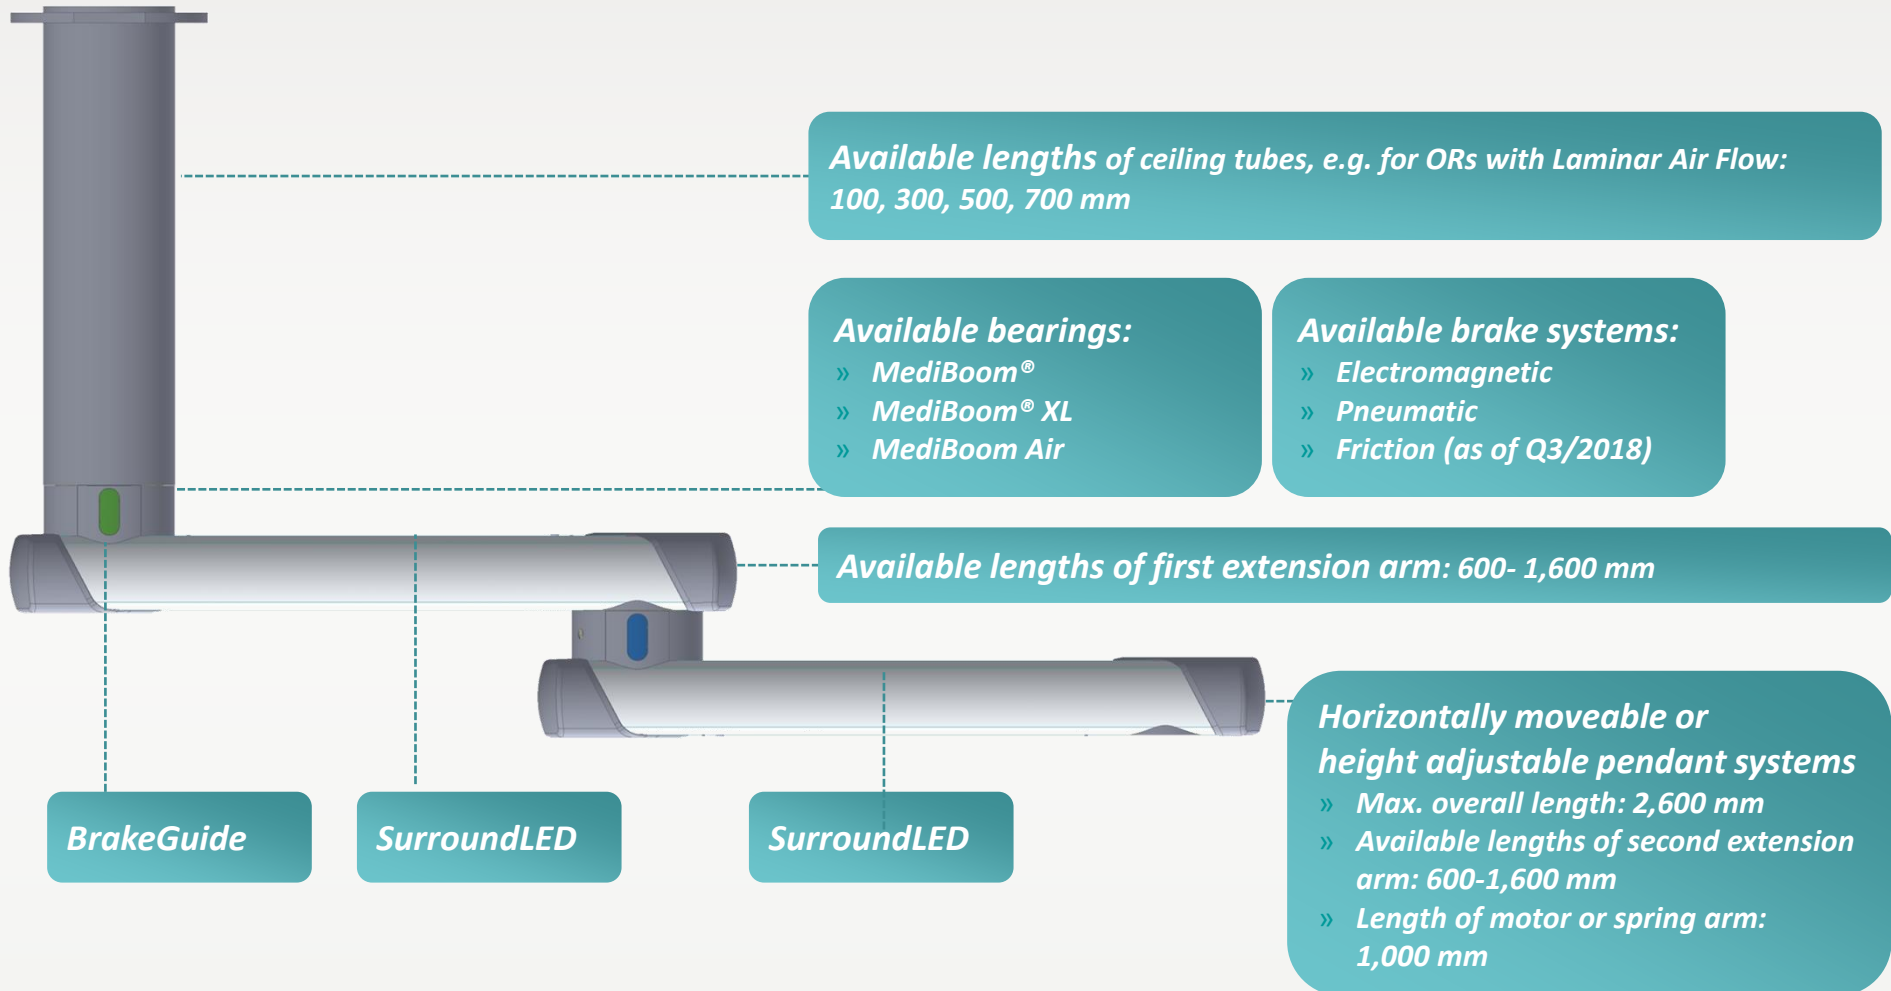 Available lengths of ceiling tubes, e.g. for ORs with Laminar Air Flow:
100, 300, 500, 700 mm
Available bearings:
» MediBoom®
» MediBoom® XL
» MediBoom Air
Available brake systems:
» Electromagnetic
» Pneumatic
» Friction (as of Q3/2018)
Available lengths of first extension arm: 600- 1,600 mm
Horizontally moveable or
height adjustable pendant systems
» Max. overall length: 2,600 mm
» Available lengths of second extension
arm: 600-1,600 mm
» Length of motor or spring arm:
1,000 mm
BrakeGuide
SurroundLED
SurroundLED